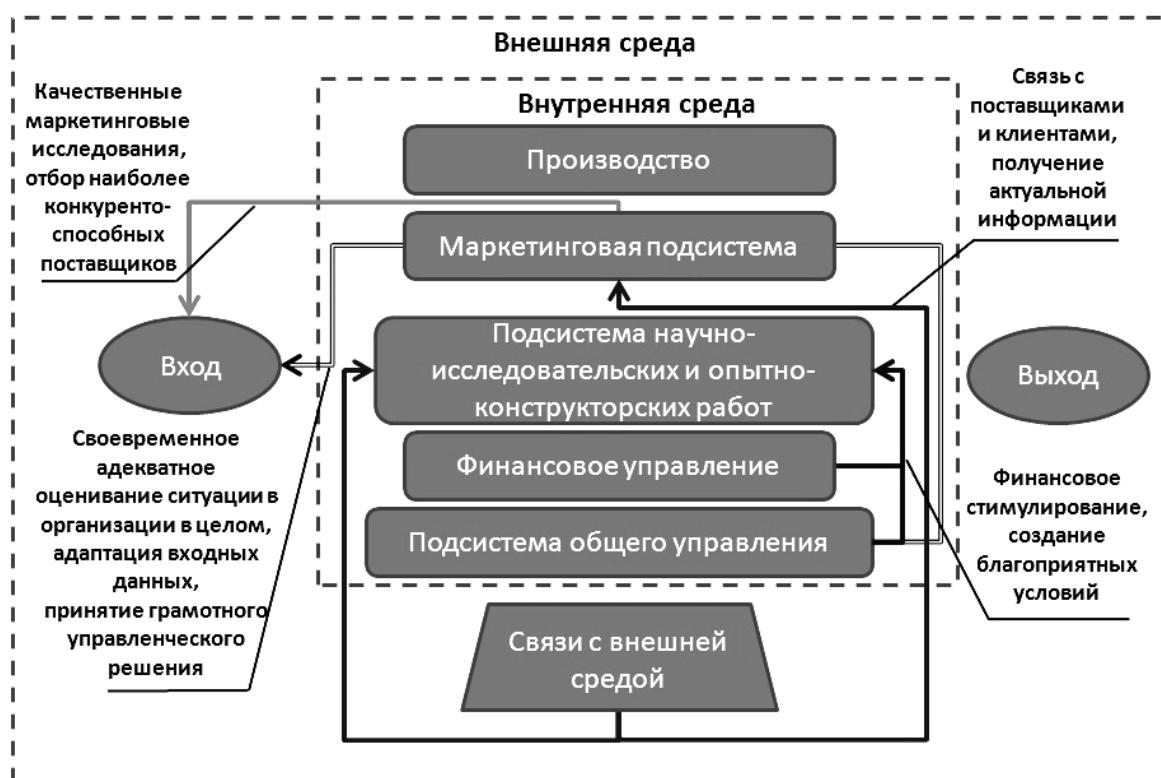 Внешняя среда
Качественные
маркетинговые
исследования,
отбор наиболее
конкуренто-
способных
поставщиков
Внутренняя среда
Производство
Маркетинговая подсистема
Связь с
поставщиками
и клиентами,
получение
актуальной
информации
Вход
Подсистема научно-
исследовательских и опытно-
конструкторских работ
Выход
Своевременное
адекватное
оценивание ситуации в
организации в целом,
адаптация входных
данных,
принятие грамотного
управленческого
решения
Финансовое управление
Подсистема общего управления
Финансовое
стимулирование,
создание
благоприятных
условий
Связи с внешней
средой